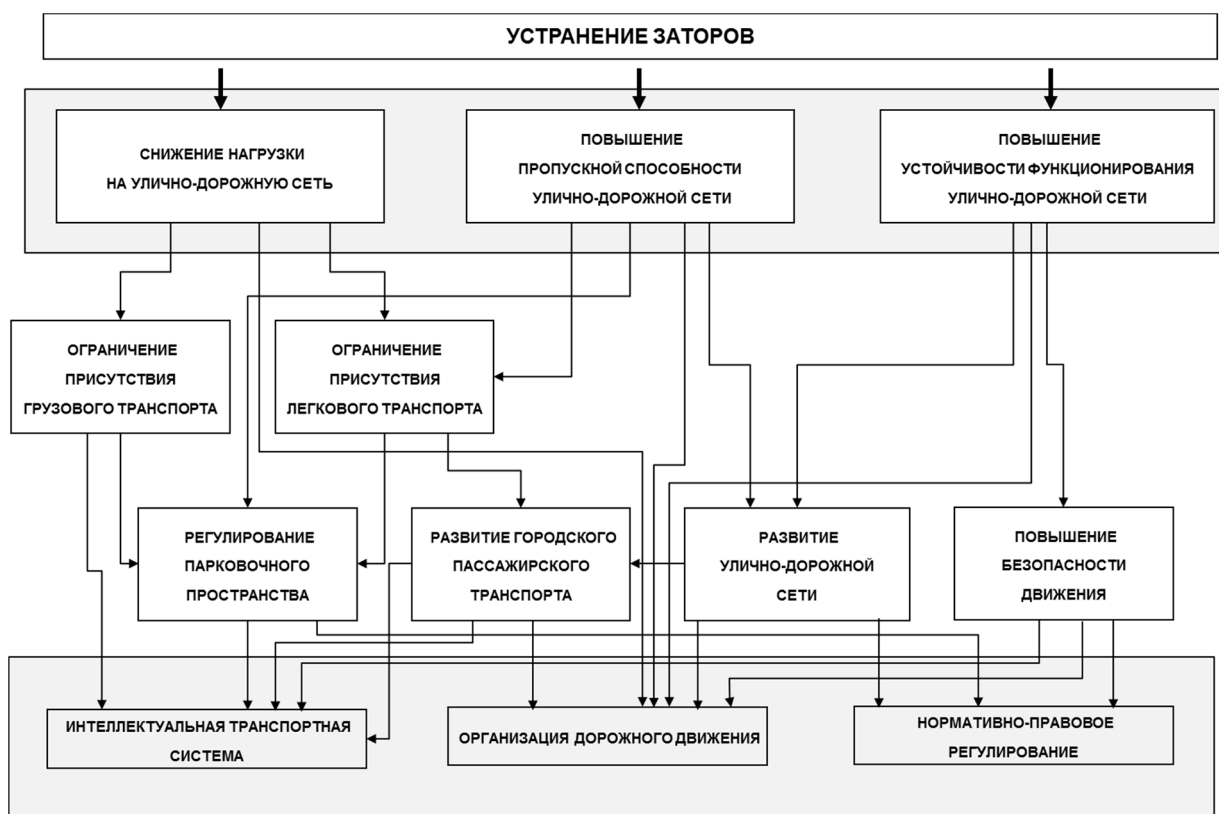 УСТРАНЕНИЕ ЗАТОРОВ
СНИЖЕНИЕ НАГРУЗКИ
НА УЛИЧНО-ДОРОЖНУЮ СЕТЬ
ПОВЫШЕНИЕ
ПРОПУСКНОЙ СПОСОБНОСТИ
УЛИЧНО-ДОРОЖНОЙ СЕТИ
ПОВЫШЕНИЕ
УСТОЙЧИВОСТИ ФУНКЦИОНИРОВАНИЯ
УЛИЧНО-ДОРОЖНОЙ СЕТИ
ОГРАНИЧЕНИЕ
ПРИСУТСТВИЯ
ГРУЗОВОГО ТРАНСПОРТА
ОГРАНИЧЕНИЕ
ПРИСУТСТВИЯ
ЛЕГКОВОГО ТРАНСПОРТА
РЕГУЛИРОВАНИЕ
ПАРКОВОЧНОГО
ПРОСТРАНСТВА
РАЗВИТИЕ ГОРОДСКОГО
ПАССАЖИРСКОГО
ТРАНСПОРТА
РАЗВИТИЕ
УЛИЧНО-ДОРОЖНОЙ
СЕТИ
ПОВЫШЕНИЕ
БЕЗОПАСНОСТИ
ДВИЖЕНИЯ
ИНТЕЛЛЕКТУАЛЬНАЯ ТРАНСПОРТНАЯ
СИСТЕМА
ОРГАНИЗАЦИЯ ДОРОЖНОГО ДВИЖЕНИЯ
НОРМАТИВНО-ПРАВОВОЕ
РЕГУЛИРОВАНИЕ